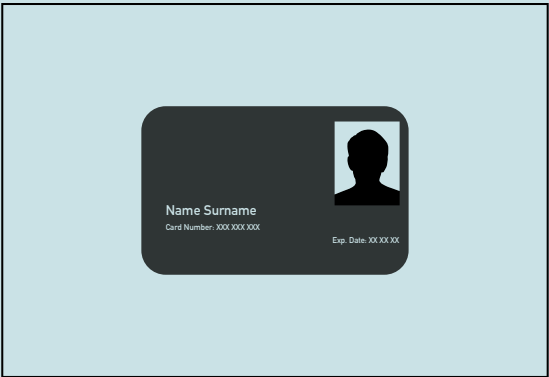 Name Surname
Card Number: XXX XXX XXX
Exp. Date: XX XX XX